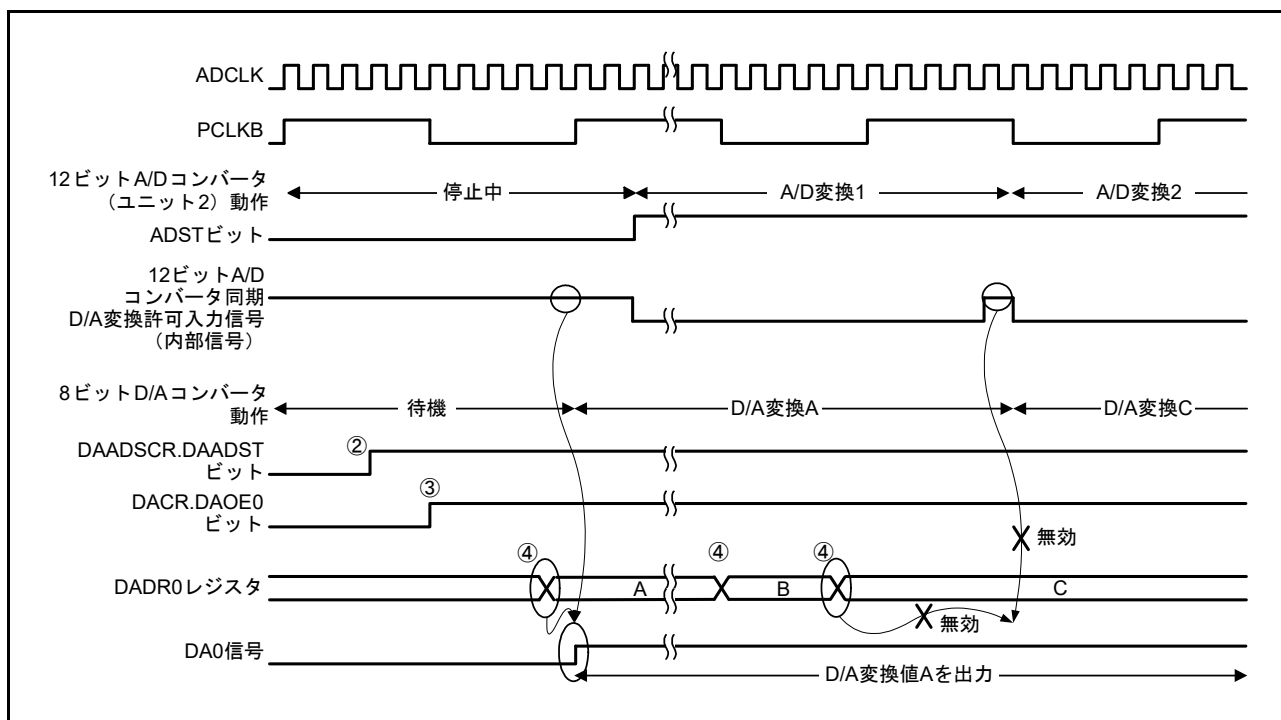 ADCLK
PCLKB
12ビットA/Dコンバータ
（ユニット2）動作
停止中
A/D変換1
A/D変換2
ADSTビット
12ビットA/D
コンバータ同期
D/A変換許可入力信号
（内部信号）
8ビットD/Aコンバータ
動作
待機
D/A変換A
D/A変換C
DAADSCR.DAADST
ビット
②
DACR.DAOE0
ビット
③
無効
DADR0レジスタ
④
A
④
B
④
C
無効
DA0信号
D/A変換値Aを出力